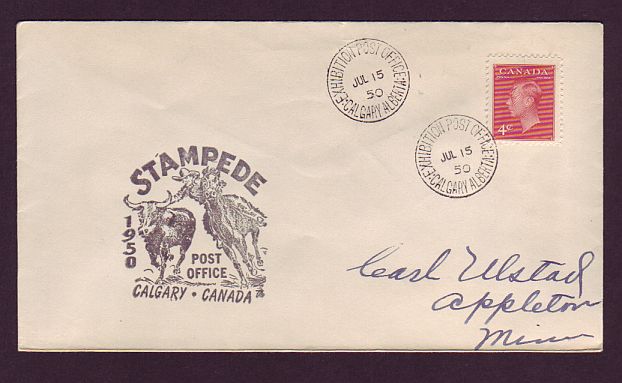 EXHIBITION POST OFFICE
JUL 15
50
CALGARY ALBERTA
CANADA
4¢
EXHIBITION POST OFFICE
JUL 15
50
CALGARY ALBERTA
STAMPEDE
1950
POST
OFFICE
CALGARY • CANADA
Carl Ulstad
Appleton
Minn